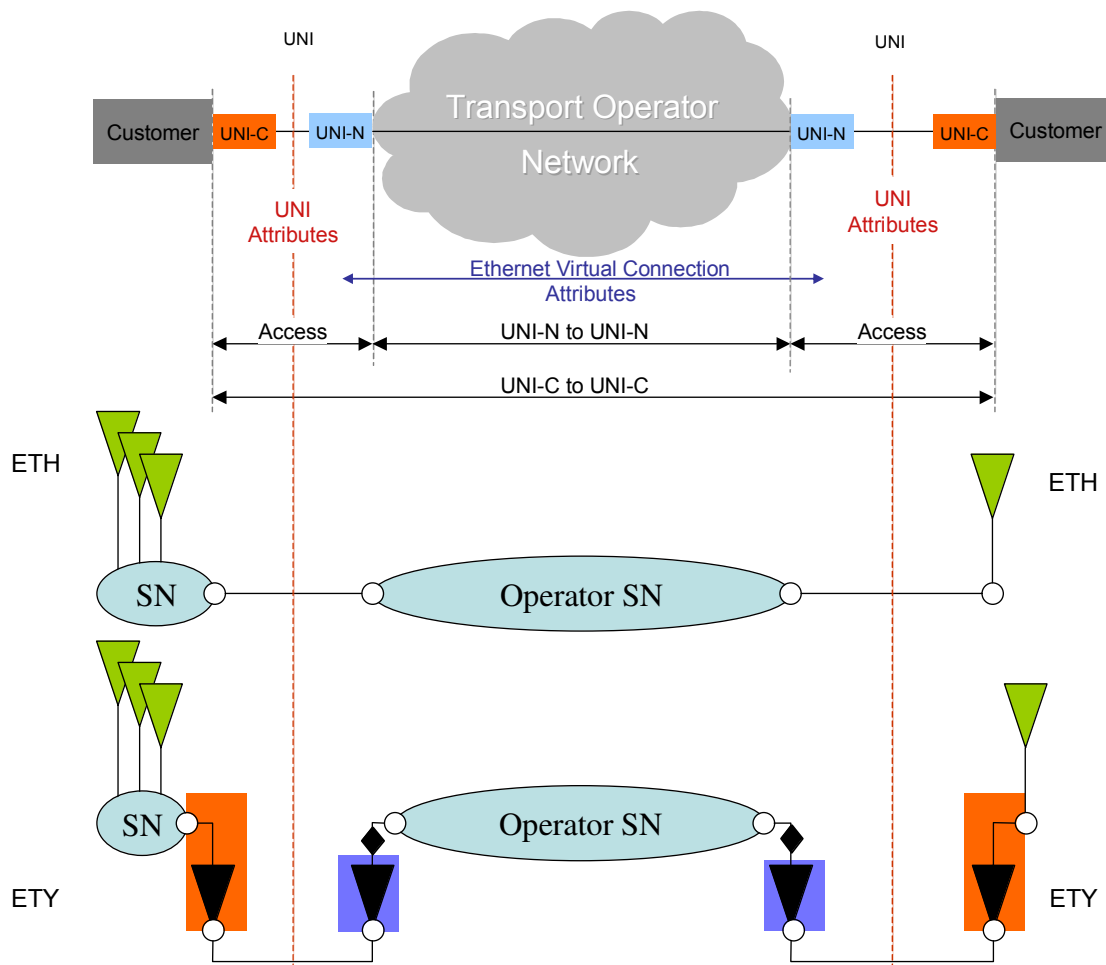 UNI
UNI
Customer
UNI-C
UNI-N
Transport Operator
Network
UNI-N
UNI-C
Customer
UNI
Attributes
UNI
Attributes
Ethernet Virtual Connection
Attributes
Access
UNI-N to UNI-N
Access
UNI-C to UNI-C
ETH
ETH
SN
Operator SN
SN
Operator SN
ETY
ETY